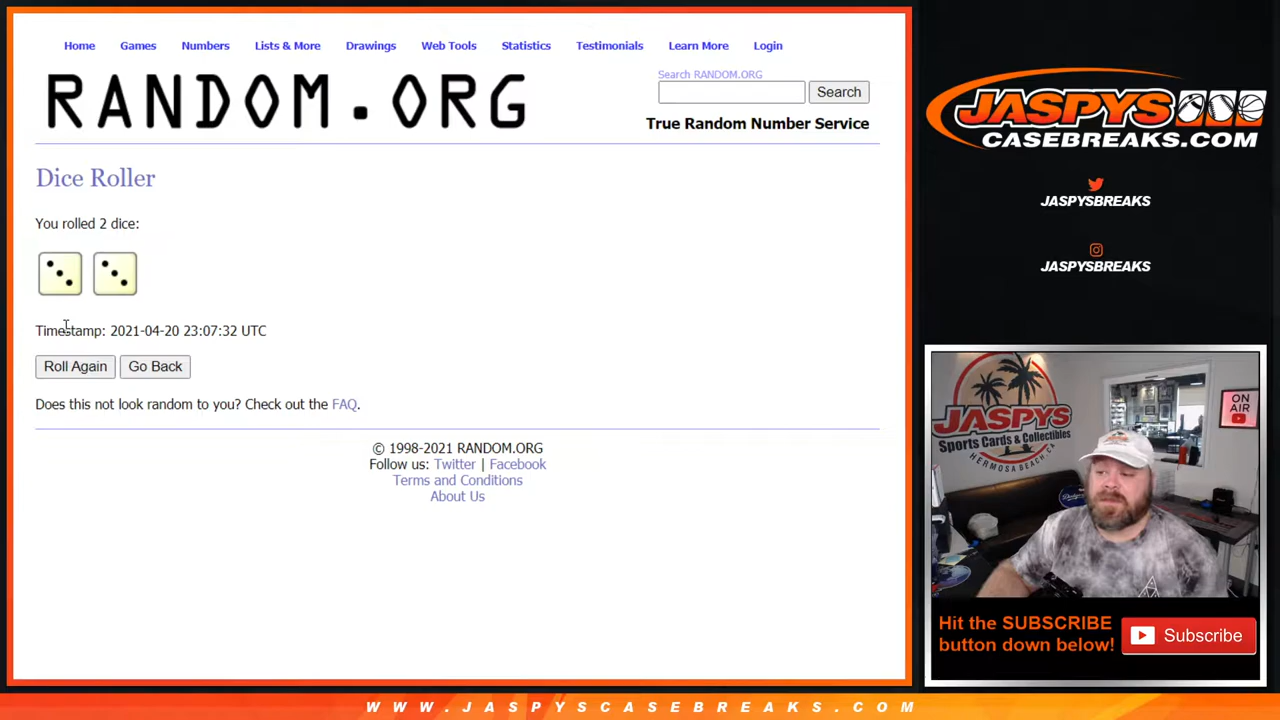 Home Games Numbers Lists & More Drawings Web Tools Statistics Testimonials Learn More Login
RANDOM.ORG
Search RANDOM.ORG
Search
True Random Number Service
Dice Roller
You rolled 2 dice:
Timestamp: 2021-04-20 23:07:32 UTC
Roll Again Go Back
Does this not look random to you? Check out the FAQ.
© 1998-2021 RANDOM.ORG
Follow us: Twitter | Facebook
Terms and Conditions
About Us
JASPYS
CASEBREAKS.COM
JASPYSBREAKS
JASPYSBREAKS
JASPYS
Sports Cards & Collectibles
HERMOSA BEACH, CA
ON
AIR
Hit the SUBSCRIBE
button down below!
Subscribe
WWW.JASPYSCASEBREAKS.COM